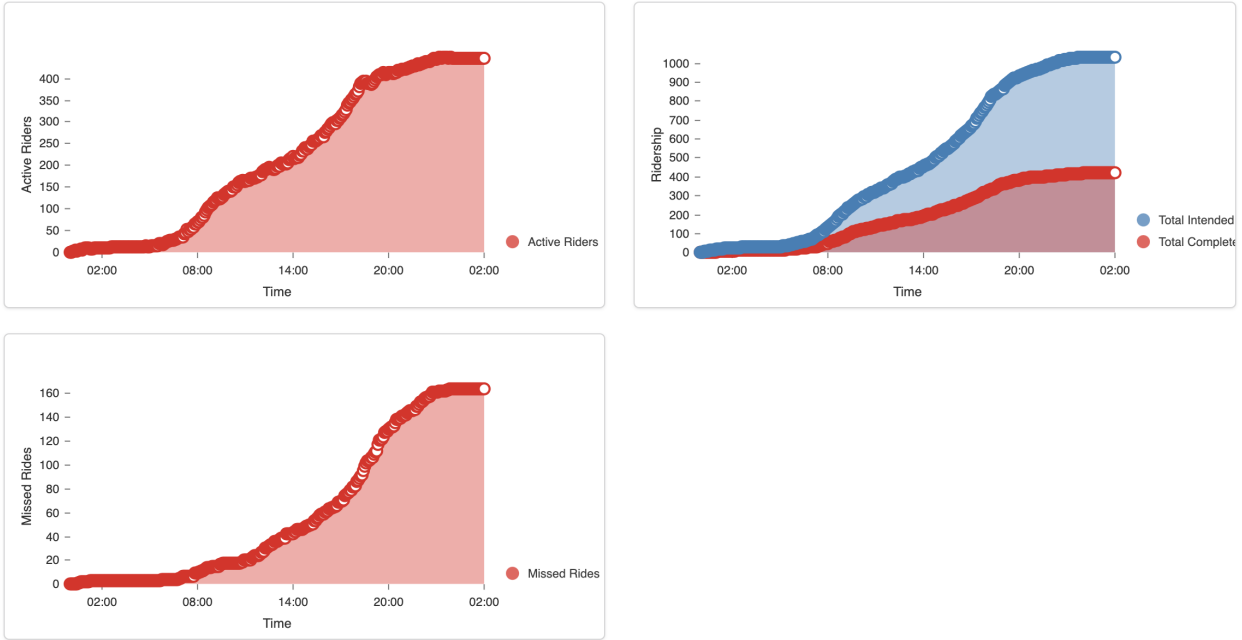 400
350
300
250
200
150
100
50
0
Active Riders
02:00 08:00 14:00 20:00 02:00
Time
Active Riders
1000
900
800
700
600
500
400
300
200
100
0
Ridership
02:00 08:00 14:00 20:00 02:00
Time
Total Intended
Total Complete
160
140
120
100
80
60
40
20
0
Missed Rides
02:00 08:00 14:00 20:00 02:00
Time
Missed Rides